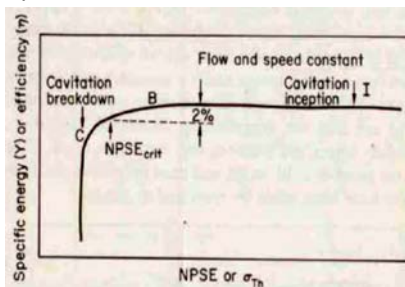 Specific energy (Y) or efficiency (η)
Flow and speed constant
Cavitation
breakdown
B
Cavitation
inception
I
2%
C
NPSEcrit
NPSE or σTh